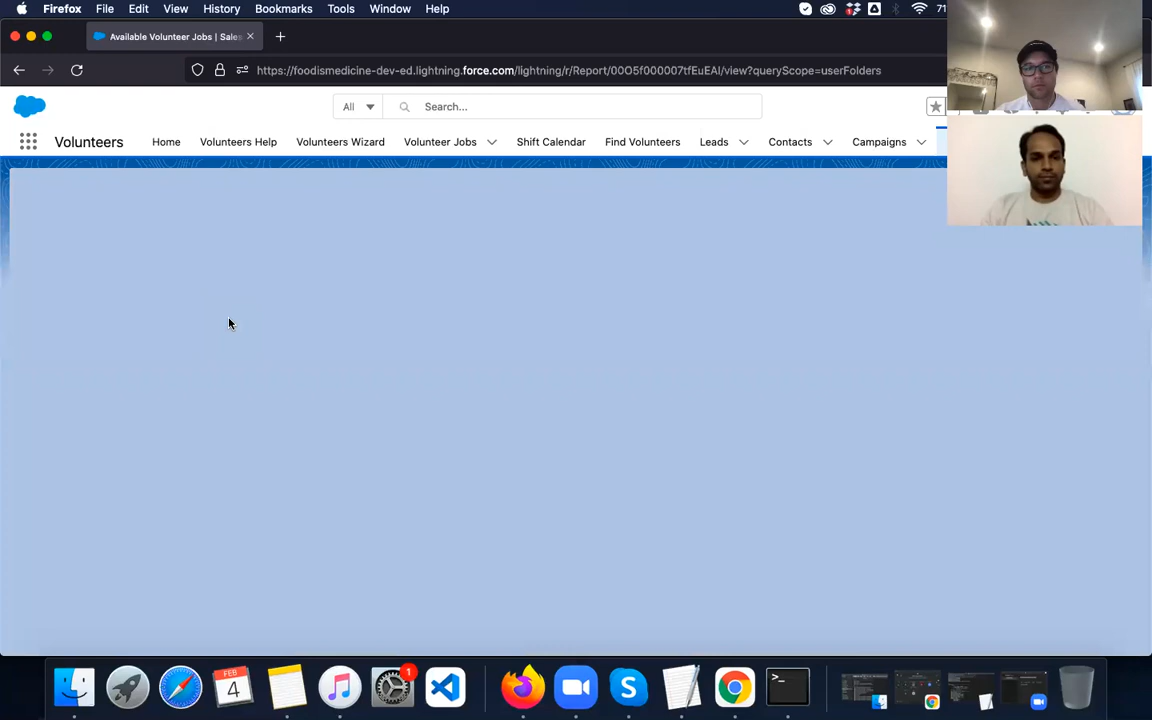 Firefox File Edit View History Bookmarks Tools Window Help 71
Available Volunteer Jobs | Sales
https://foodismedicine-dev-ed.lightning.force.com/lightning/r/Report/00O5f000007tfEuEAI/view?queryScope=userFolders
All Search...
Volunteers Home Volunteers Help Volunteers Wizard Volunteer Jobs Shift Calendar Find Volunteers Leads Contacts Campaigns
FEB
4
1